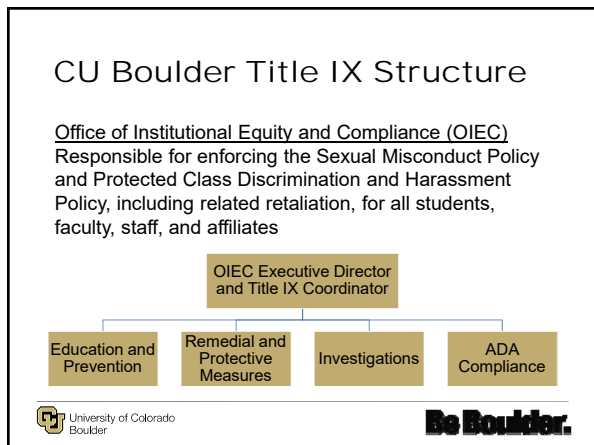 CU Boulder Title IX Structure
Office of Institutional Equity and Compliance (OIEC)
Responsible for enforcing the Sexual Misconduct Policy
and Protected Class Discrimination and Harassment
Policy, including related retaliation, for all students,
faculty, staff, and affiliates
OIEC Executive Director
and Title IX Coordinator
Education and
Prevention
Remedial and
Protective
Measures
Investigations
ADA
Compliance
CU
University of Colorado
Boulder
Be Boulder.